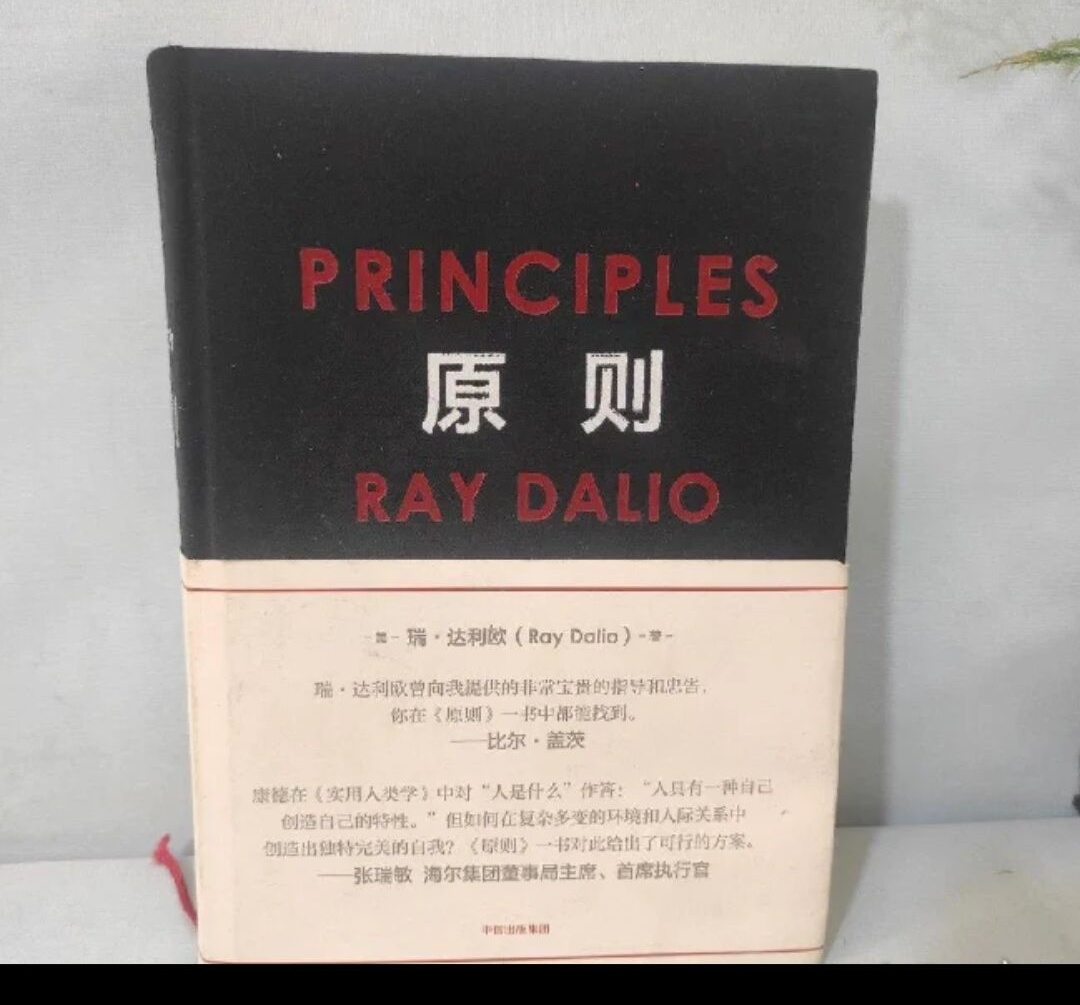 PRINCIPLES
原则
RAY DALIO
-美- 瑞·达利欧（Ray Dalio）-著-
瑞·达利欧曾向我提供的非常宝贵的指导和忠告，
你在《原则》一书中都能找到。
——比尔·盖茨
康德在《实用人类学》中对“人是什么”作答：“人具有一种自己
创造自己的特性。”但如何在复杂多变的环境和人际关系中
创造出独特完美的自我？《原则》一书对此给出了可行的方案。
——张瑞敏 海尔集团董事局主席、首席执行官
中信出版集团